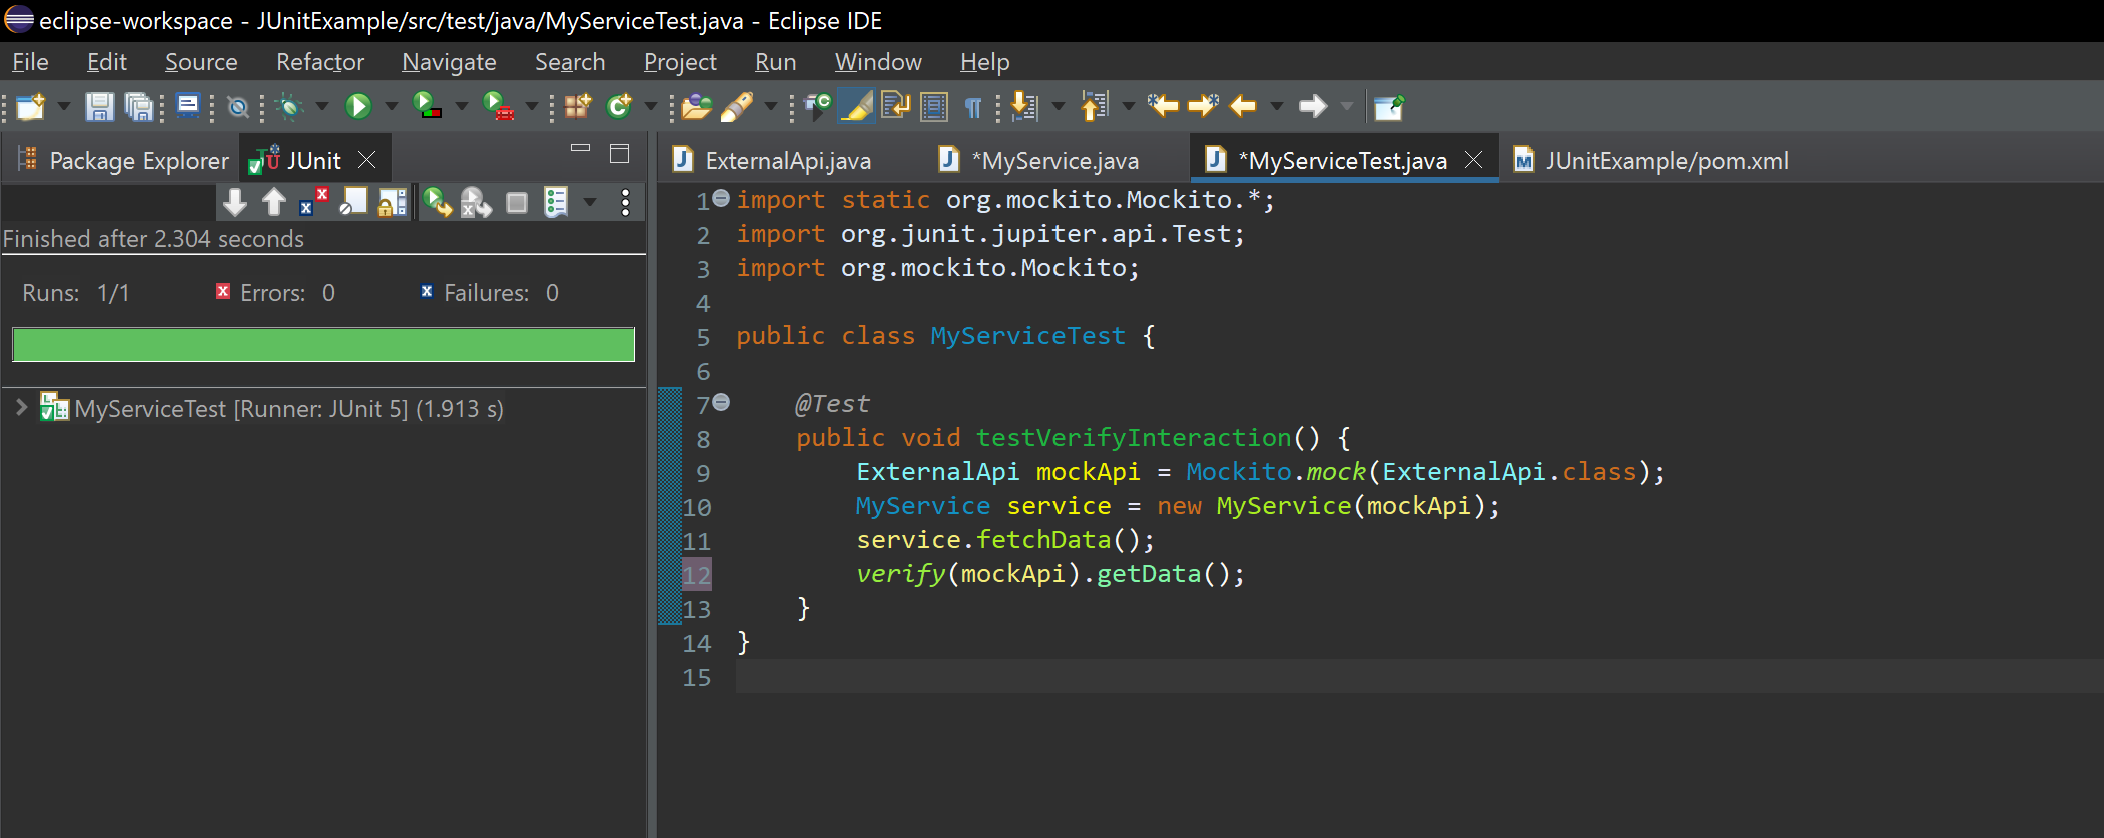 eclipse-workspace - JUnitExample/src/test/java/MyServiceTest.java - Eclipse IDE
File Edit Source Refactor Navigate Search Project Run Window Help
Package Explorer JUnit
Finished after 2.304 seconds
Runs: 1/1 Errors: 0 Failures: 0
MyServiceTest [Runner: JUnit 5] (1.913 s)
ExternalApi.java *MyService.java *MyServiceTest.java JUnitExample/pom.xml
1 import static org.mockito.Mockito.*;
2 import org.junit.jupiter.api.Test;
3 import org.mockito.Mockito;
4
5 public class MyServiceTest {
6
7 @Test
8 public void testVerifyInteraction() {
9 ExternalApi mockApi = Mockito.mock(ExternalApi.class);
10 MyService service = new MyService(mockApi);
11 service.fetchData();
12 verify(mockApi).getData();
13 }
14 }
15